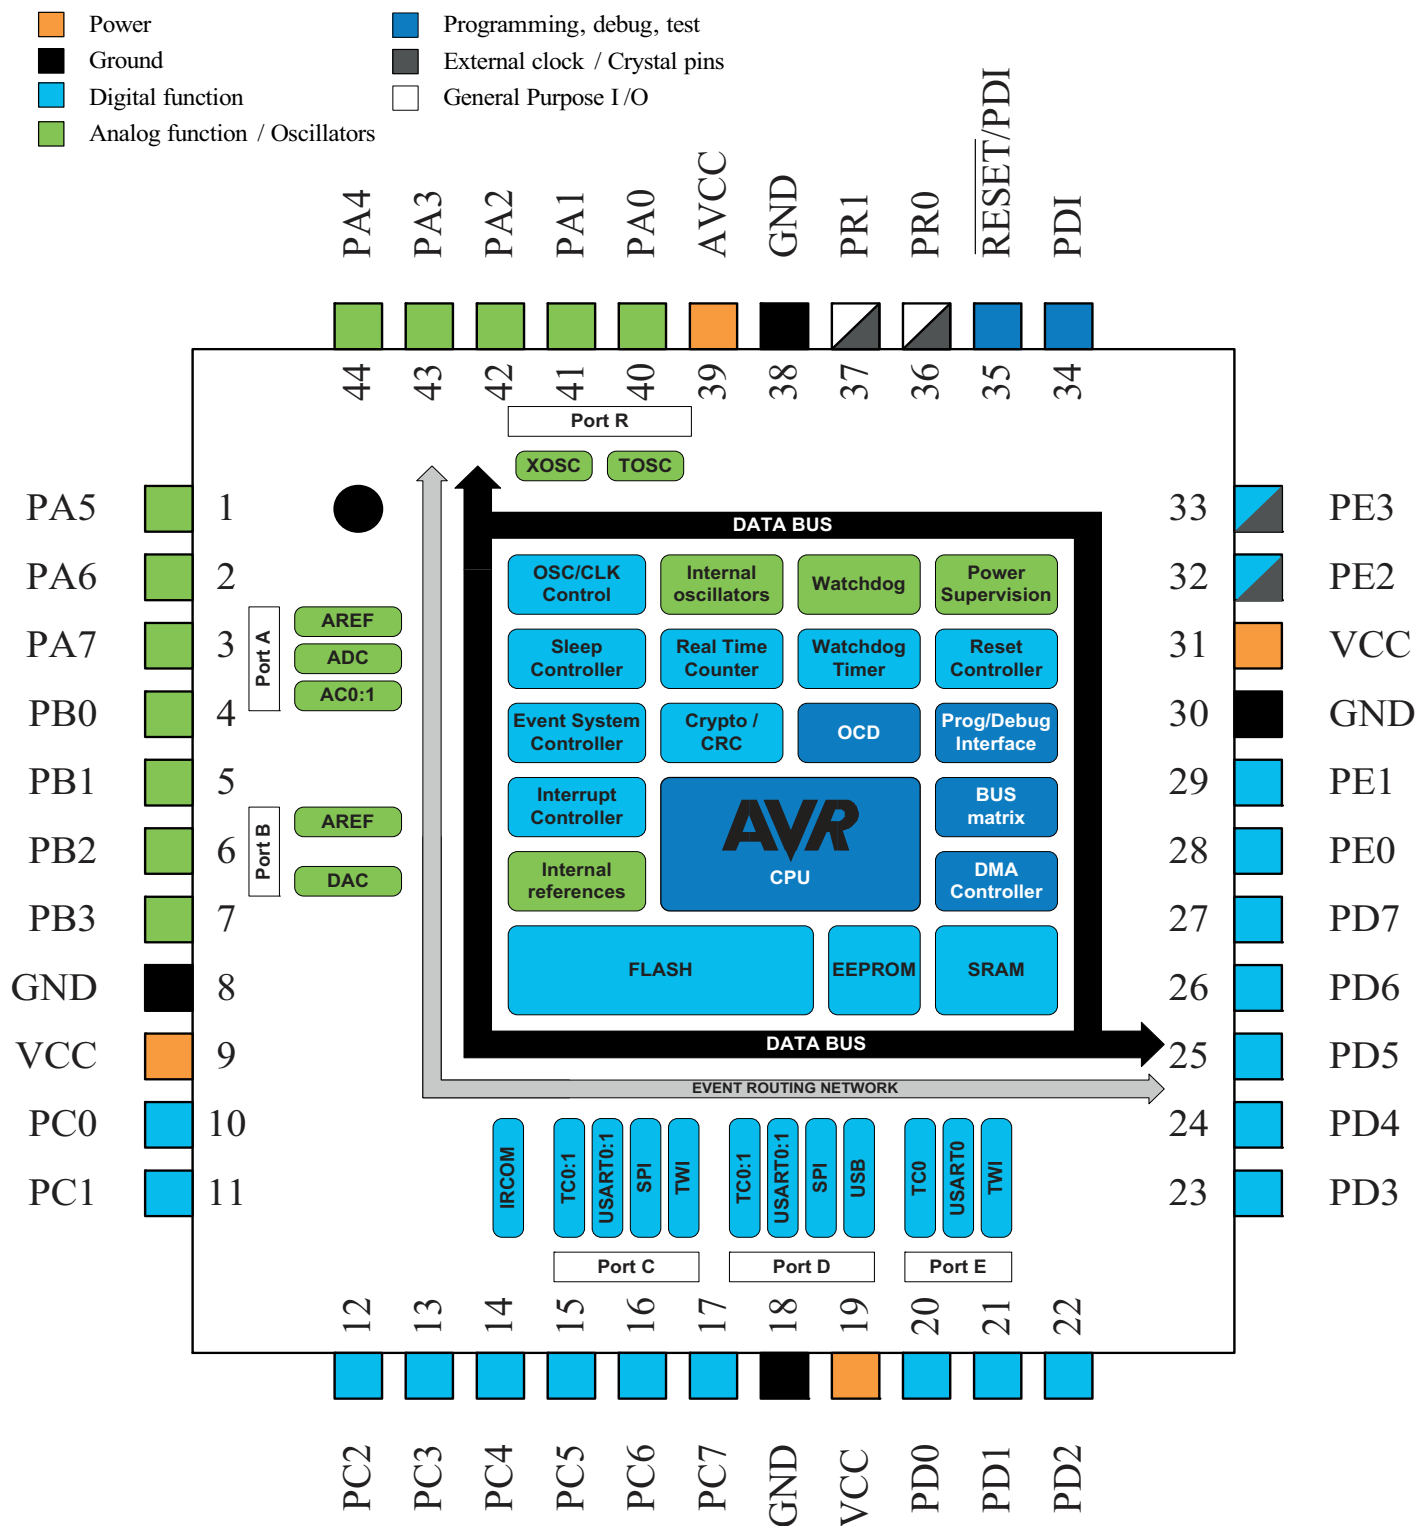 Power
Ground
Digital function
Analog function / Oscillators
Programming, debug, test
External clock / Crystal pins
General Purpose I /O
PA4
PA3
PA2
PA1
PA0
AVCC
GND
PR1
PR0
RESET/PDI
PDI
44
43
42
41
40
39
38
37
36
35
34
Port R
XOSC
TOSC
PA5
1
PA6
2
PA7
3
PB0
4
PB1
5
PB2
6
PB3
7
GND
8
VCC
9
PC0
10
PC1
11
Port A
AREF
ADC
AC0:1
Port B
AREF
DAC
DATA BUS
OSC/CLK
Control
Internal
oscillators
Watchdog
Power
Supervision
Sleep
Controller
Real Time
Counter
Watchdog
Timer
Reset
Controller
Event System
Controller
Crypto /
CRC
OCD
Prog/Debug
Interface
Interrupt
Controller
AVR
CPU
BUS
matrix
Internal
references
DMA
Controller
FLASH
EEPROM
SRAM
DATA BUS
EVENT ROUTING NETWORK
33
PE3
32
PE2
31
VCC
30
GND
29
PE1
28
PE0
27
PD7
26
PD6
25
PD5
24
PD4
23
PD3
IRCOM
TC0:1
USART0:1
SPI
TWI
TC0:1
USART0:1
SPI
USB
TC0
USART0
TWI
Port C
Port D
Port E
12
13
14
15
16
17
18
19
20
21
22
PC2
PC3
PC4
PC5
PC6
PC7
GND
VCC
PD0
PD1
PD2